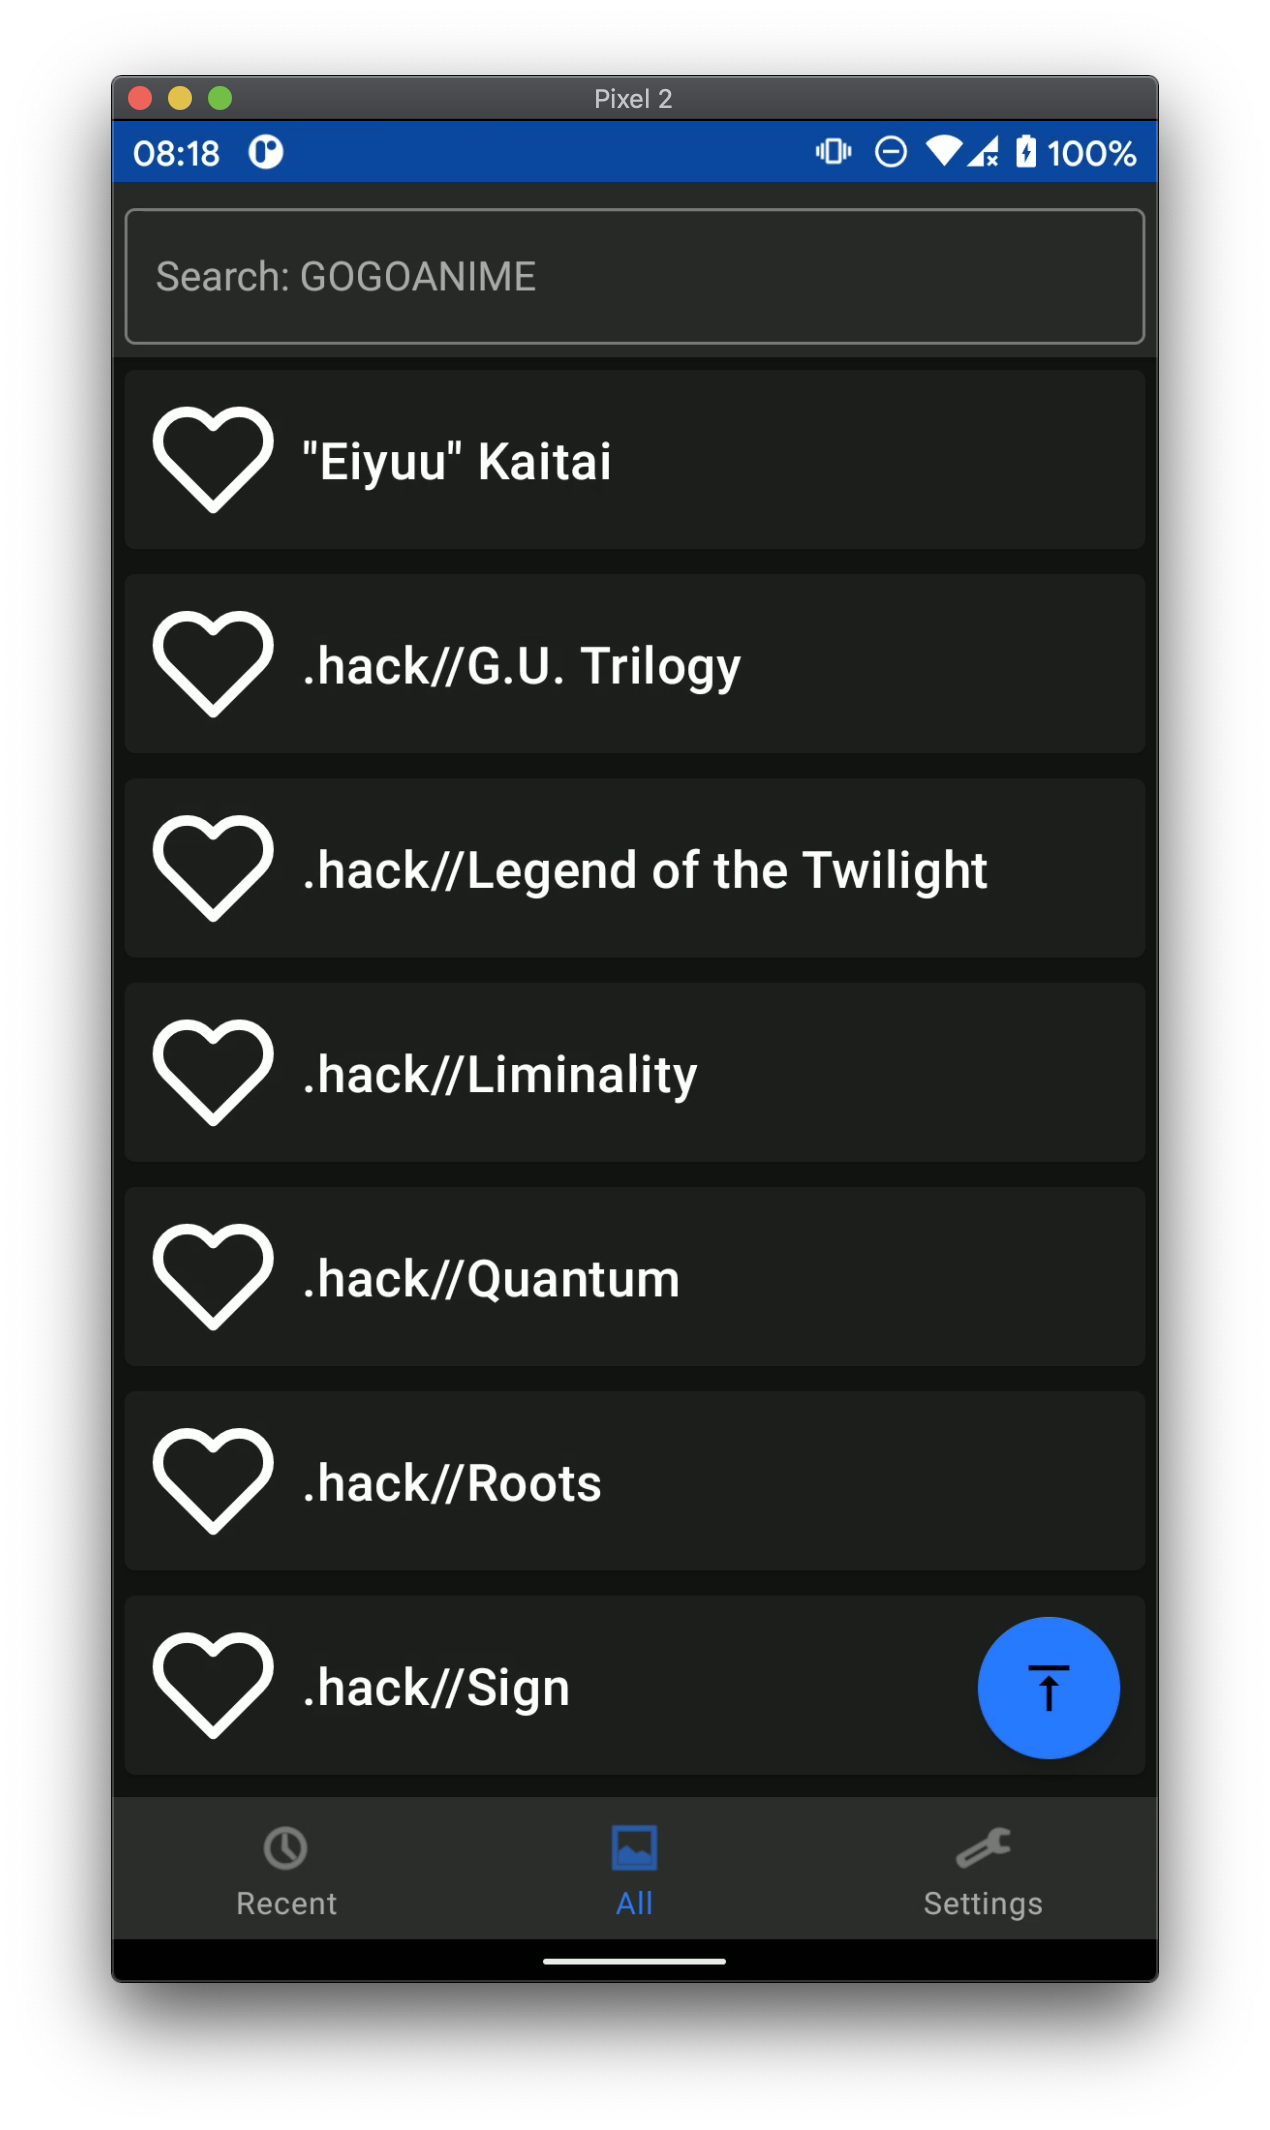 Pixel 2
08:18
100%
Search: GOGOANIME
"Eiyuu" Kaitai
.hack//G.U. Trilogy
.hack//Legend of the Twilight
.hack//Liminality
.hack//Quantum
.hack//Roots
.hack//Sign
Recent
All
Settings